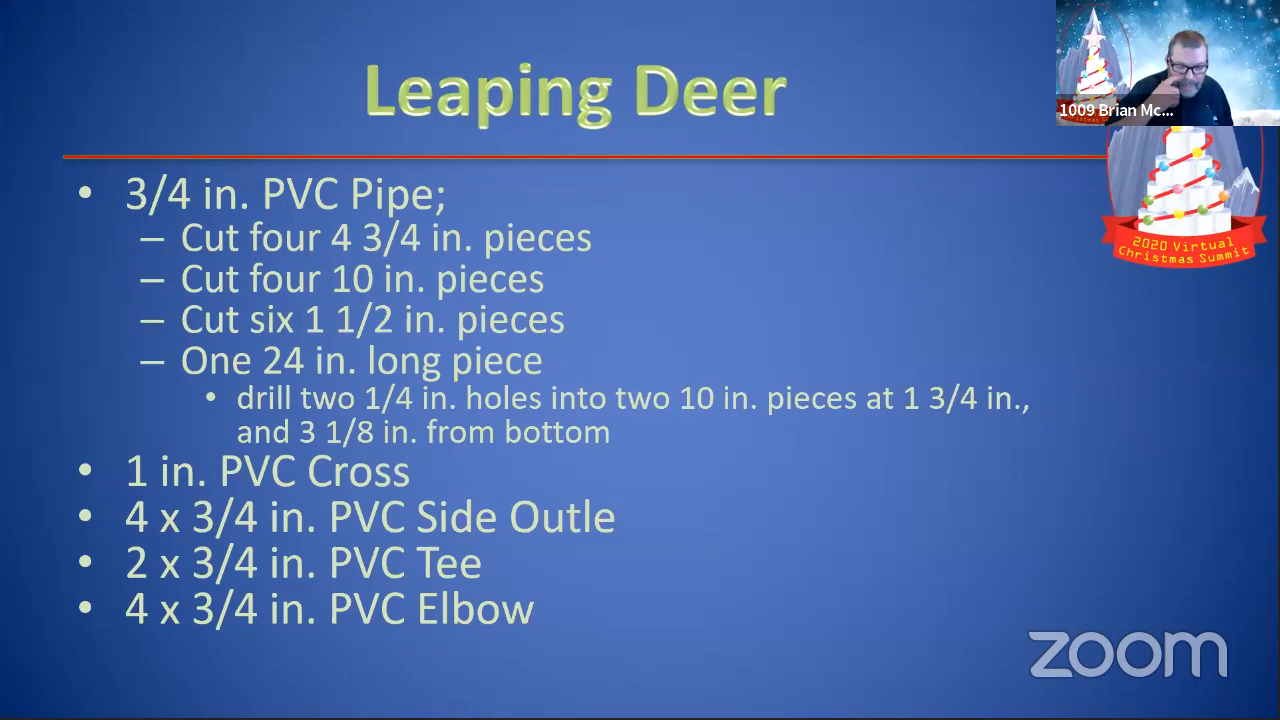 Leaping Deer
1009 Brian Mc...
• 3/4 in. PVC Pipe;
– Cut four 4 3/4 in. pieces
– Cut four 10 in. pieces
– Cut six 1 1/2 in. pieces
– One 24 in. long piece
• drill two 1/4 in. holes into two 10 in. pieces at 1 3/4 in.,
and 3 1/8 in. from bottom
• 1 in. PVC Cross
• 4 x 3/4 in. PVC Side Outle
• 2 x 3/4 in. PVC Tee
• 4 x 3/4 in. PVC Elbow
2020 Virtual
Christmas Summit
zoom